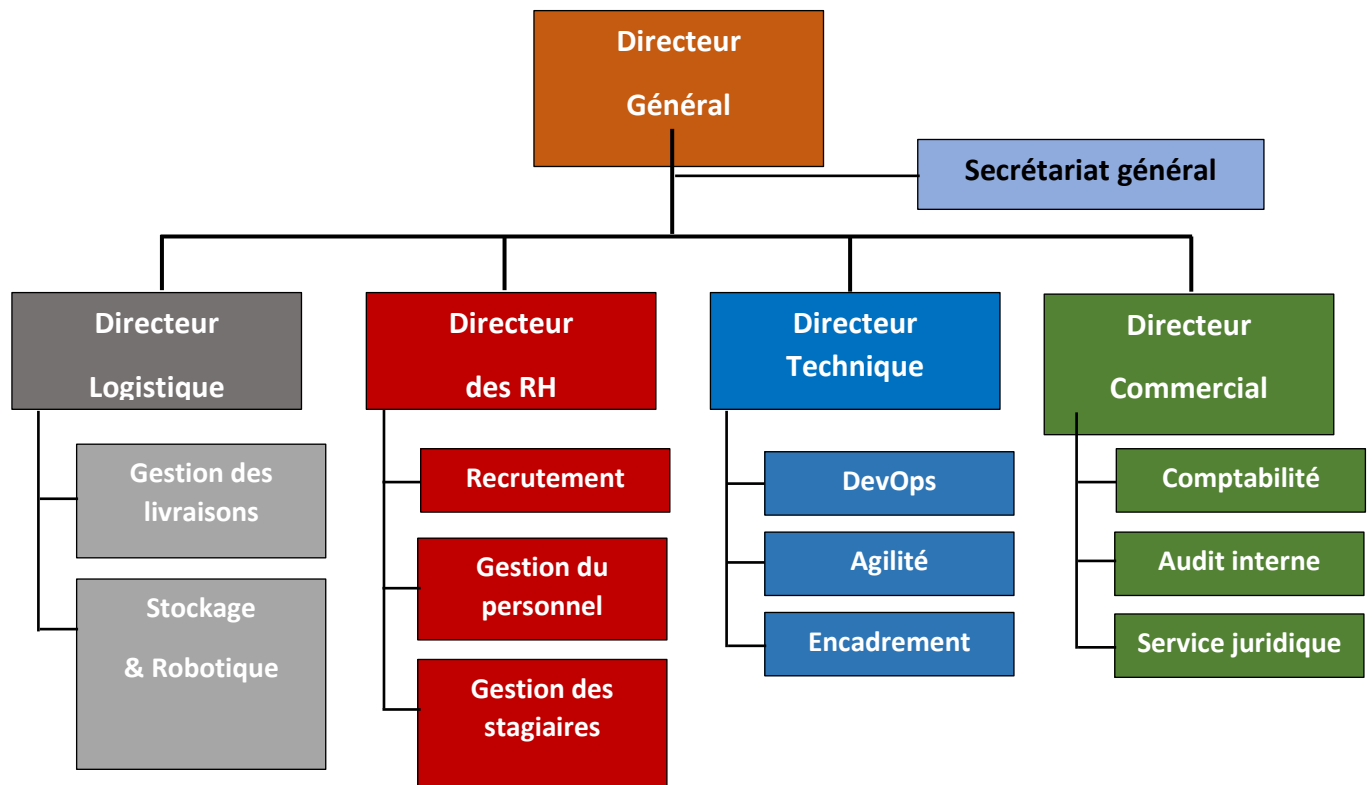 Directeur
Général
Secrétariat général
Directeur
Logistique
Directeur
des RH
Directeur
Technique
Directeur
Commercial
Gestion des
livraisons
Stockage
& Robotique
Recrutement
Gestion du
personnel
Gestion des
stagiaires
DevOps
Agilité
Encadrement
Comptabilité
Audit interne
Service juridique